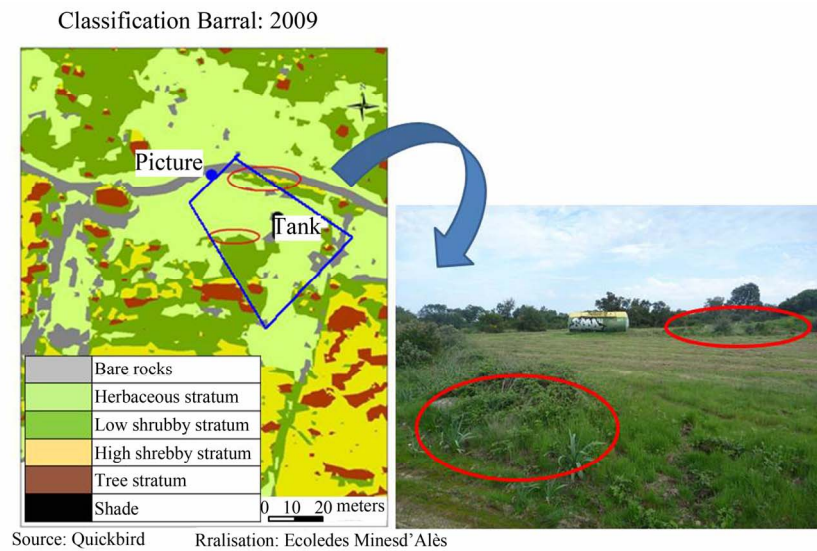 Classification Barral: 2009
Picture
Tank
Bare rocks
Herbaceous stratum
Low shrubby stratum
High shrebby stratum
Tree stratum
Shade
0 10 20 meters
Source: Quickbird Rralisation: Ecoledes Minesd'Alès